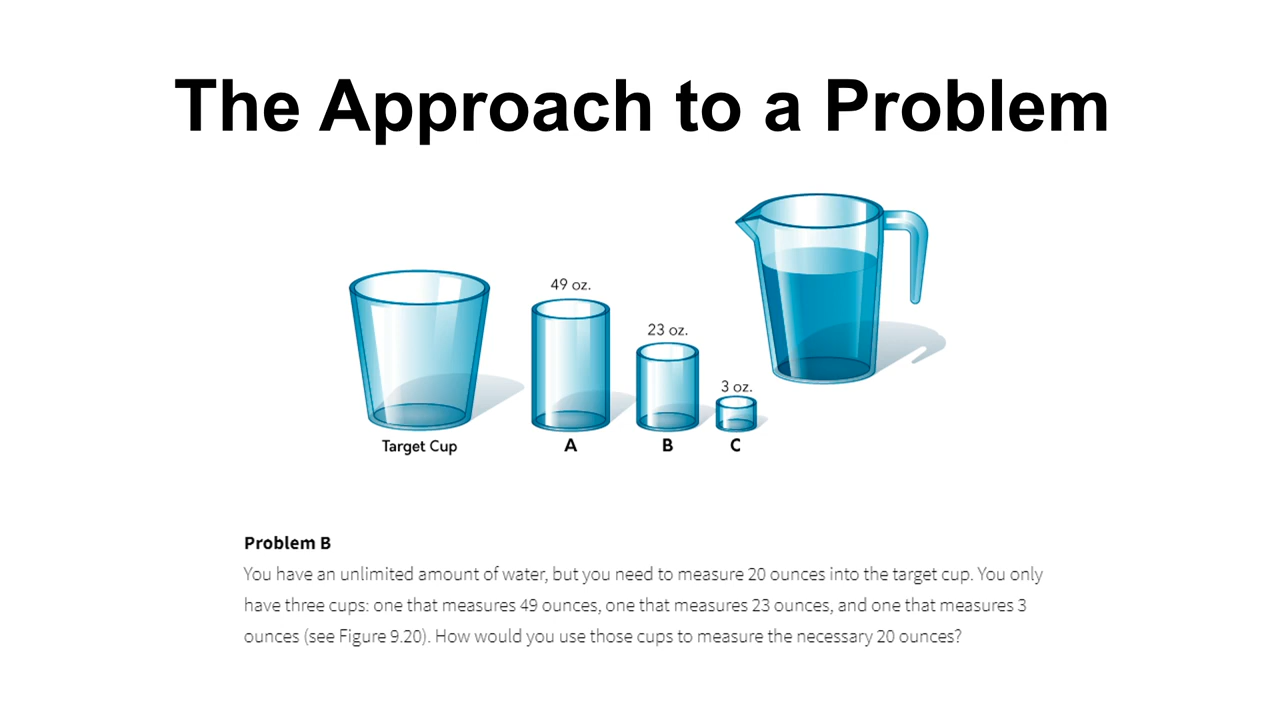 The Approach to a Problem
49 oz.
23 oz.
3 oz.
Target Cup
A
B
C
Problem B
You have an unlimited amount of water, but you need to measure 20 ounces into the target cup. You only
have three cups: one that measures 49 ounces, one that measures 23 ounces, and one that measures 3
ounces (see Figure 9.20). How would you use those cups to measure the necessary 20 ounces?